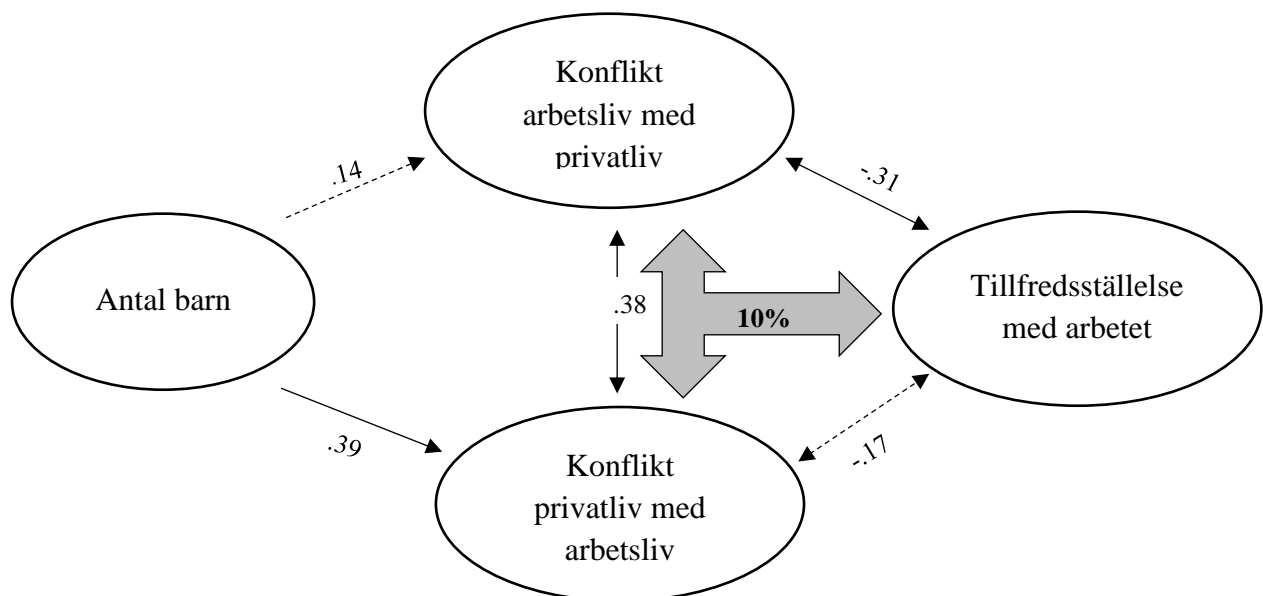 Konflikt
arbetsliv med
privatliv
.14
-.31
Antal barn
.38
10%
Tillfredsställelse
med arbetet
.39
-.17
Konflikt
privatliv med
arbetsliv